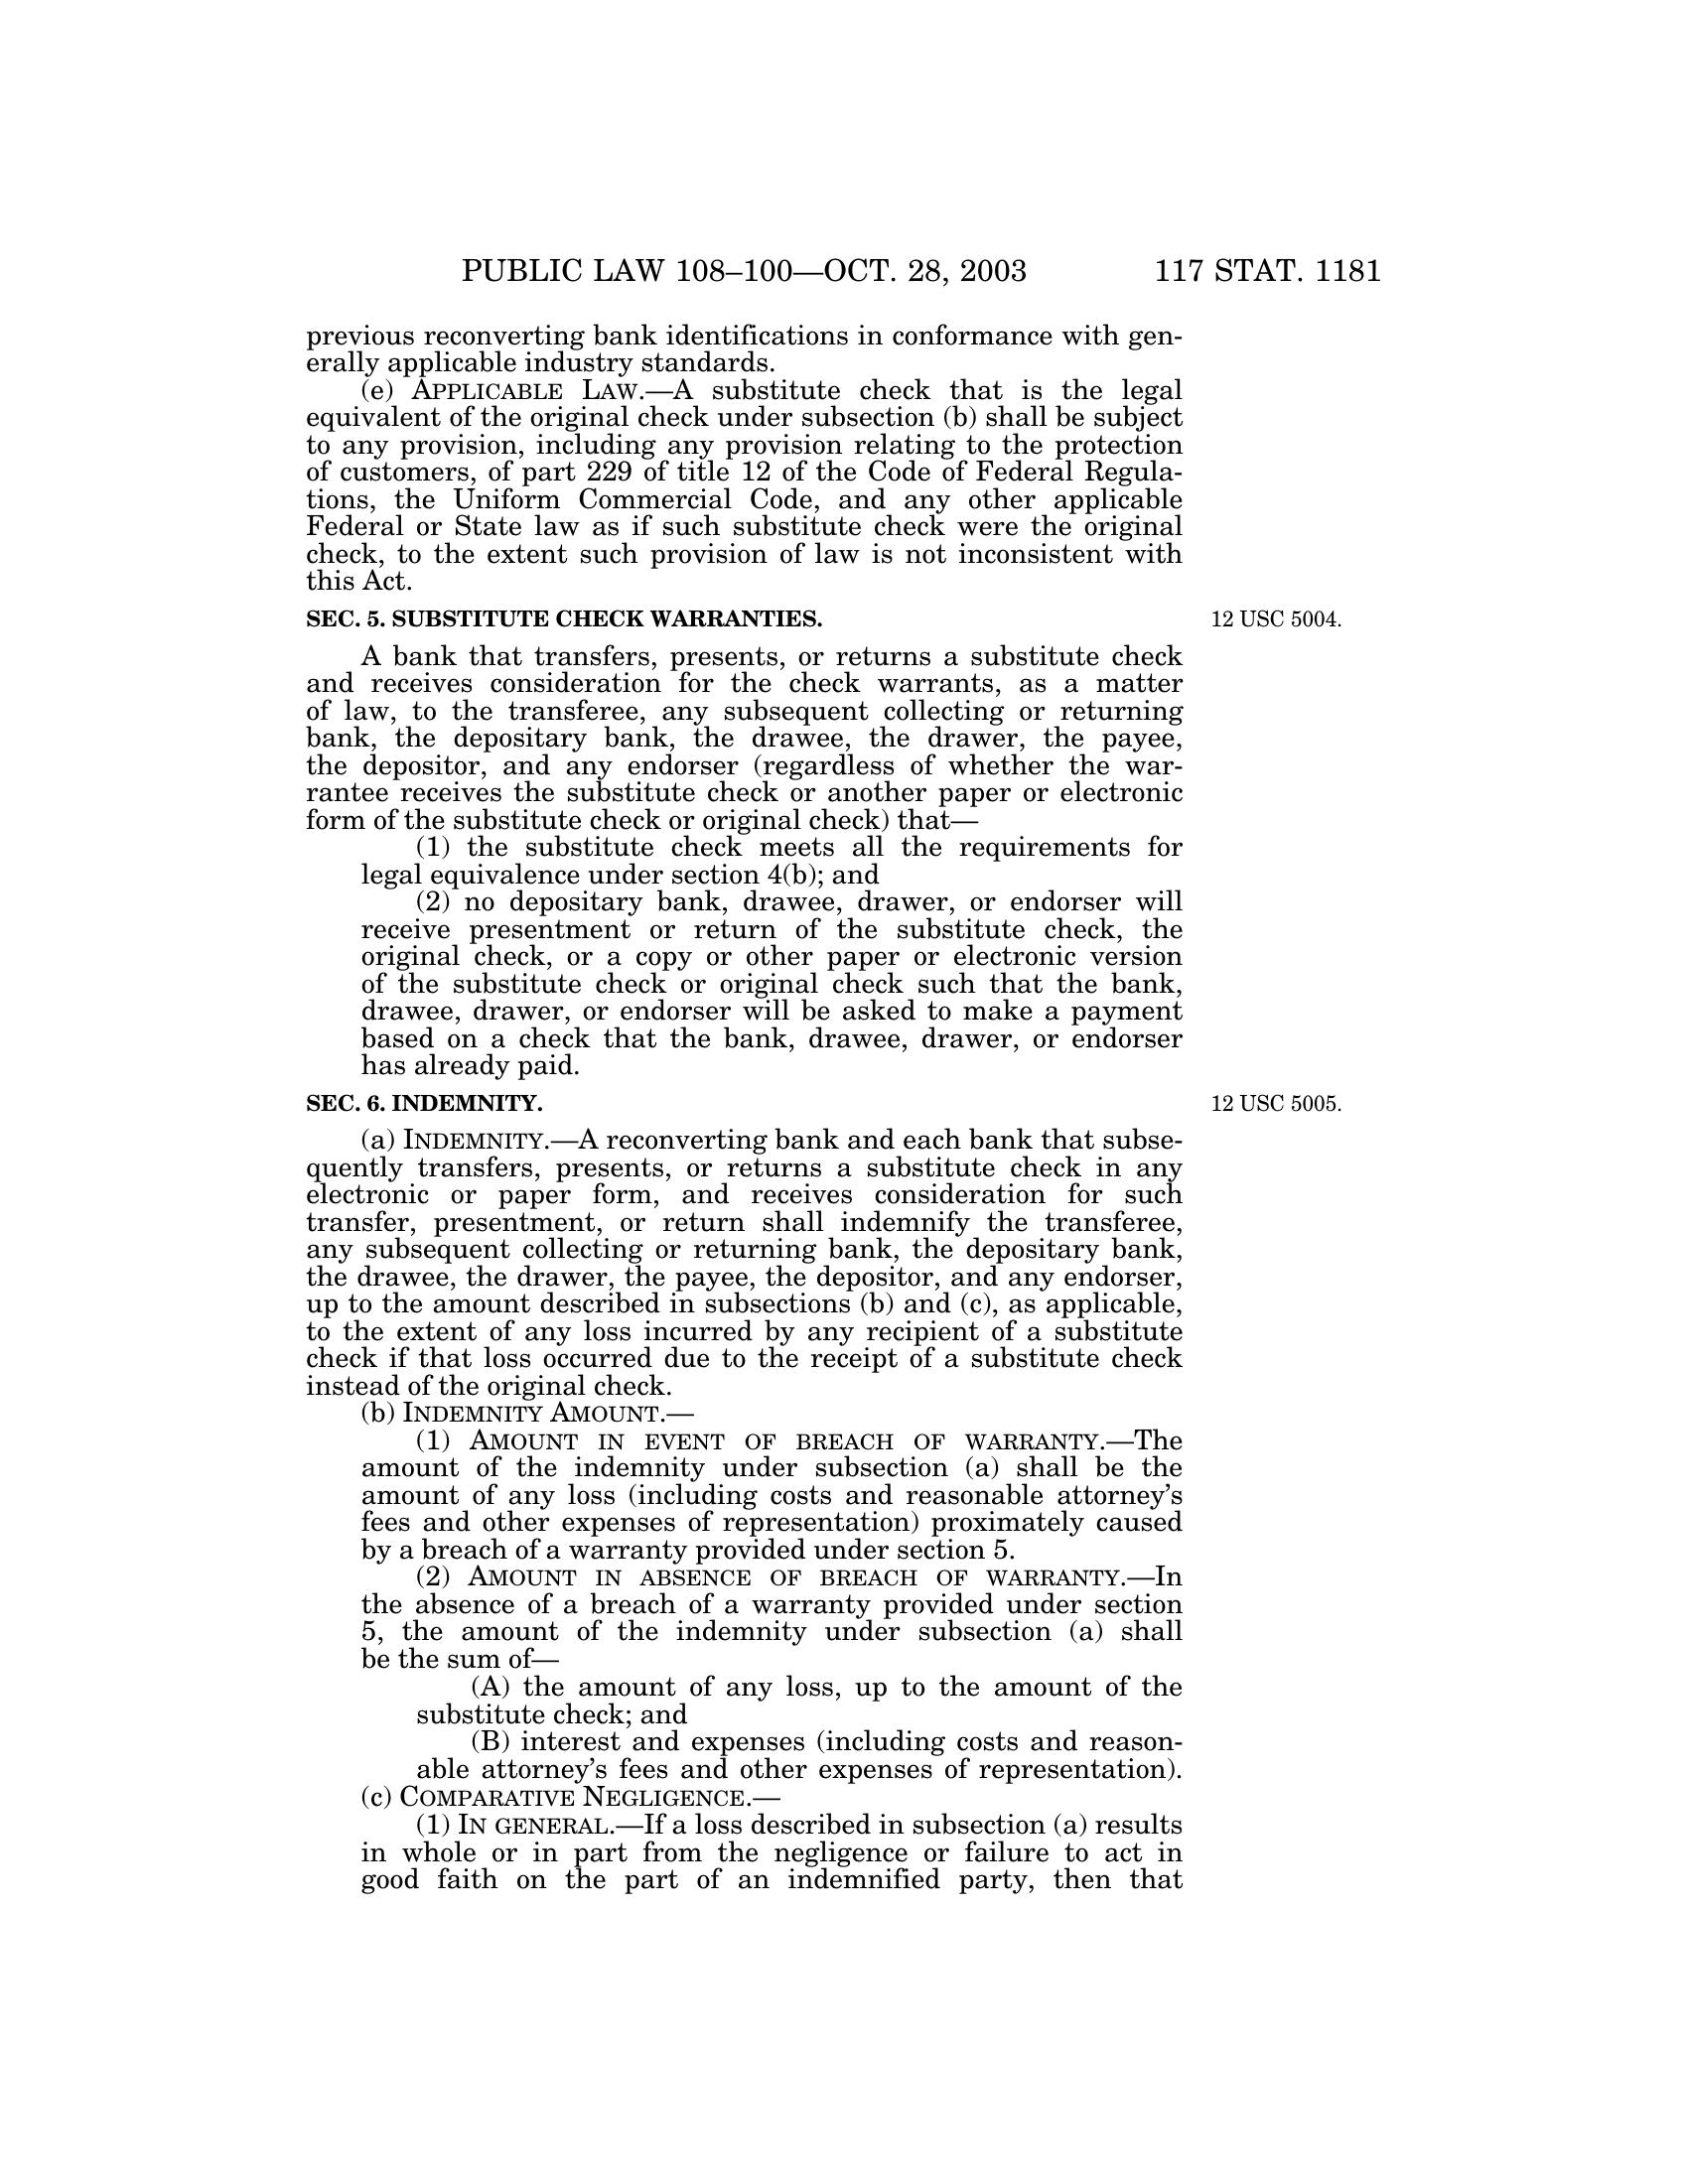 PUBLIC LAW 108–100—OCT. 28, 2003 117 STAT. 1181
previous reconverting bank identifications in conformance with gen-
erally applicable industry standards.
(e) APPLICABLE LAW.—A substitute check that is the legal
equivalent of the original check under subsection (b) shall be subject
to any provision, including any provision relating to the protection
of customers, of part 229 of title 12 of the Code of Federal Regula-
tions, the Uniform Commercial Code, and any other applicable
Federal or State law as if such substitute check were the original
check, to the extent such provision of law is not inconsistent with
this Act.
SEC. 5. SUBSTITUTE CHECK WARRANTIES. 12 USC 5004.
A bank that transfers, presents, or returns a substitute check
and receives consideration for the check warrants, as a matter
of law, to the transferee, any subsequent collecting or returning
bank, the depositary bank, the drawee, the drawer, the payee,
the depositor, and any endorser (regardless of whether the war-
rantee receives the substitute check or another paper or electronic
form of the substitute check or original check) that—
(1) the substitute check meets all the requirements for
legal equivalence under section 4(b); and
(2) no depositary bank, drawee, drawer, or endorser will
receive presentment or return of the substitute check, the
original check, or a copy or other paper or electronic version
of the substitute check or original check such that the bank,
drawee, drawer, or endorser will be asked to make a payment
based on a check that the bank, drawee, drawer, or endorser
has already paid.
SEC. 6. INDEMNITY. 12 USC 5005.
(a) INDEMNITY.—A reconverting bank and each bank that subse-
quently transfers, presents, or returns a substitute check in any
electronic or paper form, and receives consideration for such
transfer, presentment, or return shall indemnify the transferee,
any subsequent collecting or returning bank, the depositary bank,
the drawee, the drawer, the payee, the depositor, and any endorser,
up to the amount described in subsections (b) and (c), as applicable,
to the extent of any loss incurred by any recipient of a substitute
check if that loss occurred due to the receipt of a substitute check
instead of the original check.
(b) INDEMNITY AMOUNT.—
(1) AMOUNT IN EVENT OF BREACH OF WARRANTY.—The
amount of the indemnity under subsection (a) shall be the
amount of any loss (including costs and reasonable attorney’s
fees and other expenses of representation) proximately caused
by a breach of a warranty provided under section 5.
(2) AMOUNT IN ABSENCE OF BREACH OF WARRANTY.—In
the absence of a breach of a warranty provided under section
5, the amount of the indemnity under subsection (a) shall
be the sum of—
(A) the amount of any loss, up to the amount of the
substitute check; and
(B) interest and expenses (including costs and reason-
able attorney’s fees and other expenses of representation).
(c) COMPARATIVE NEGLIGENCE.—
(1) IN GENERAL.—If a loss described in subsection (a) results
in whole or in part from the negligence or failure to act in
good faith on the part of an indemnified party, then that